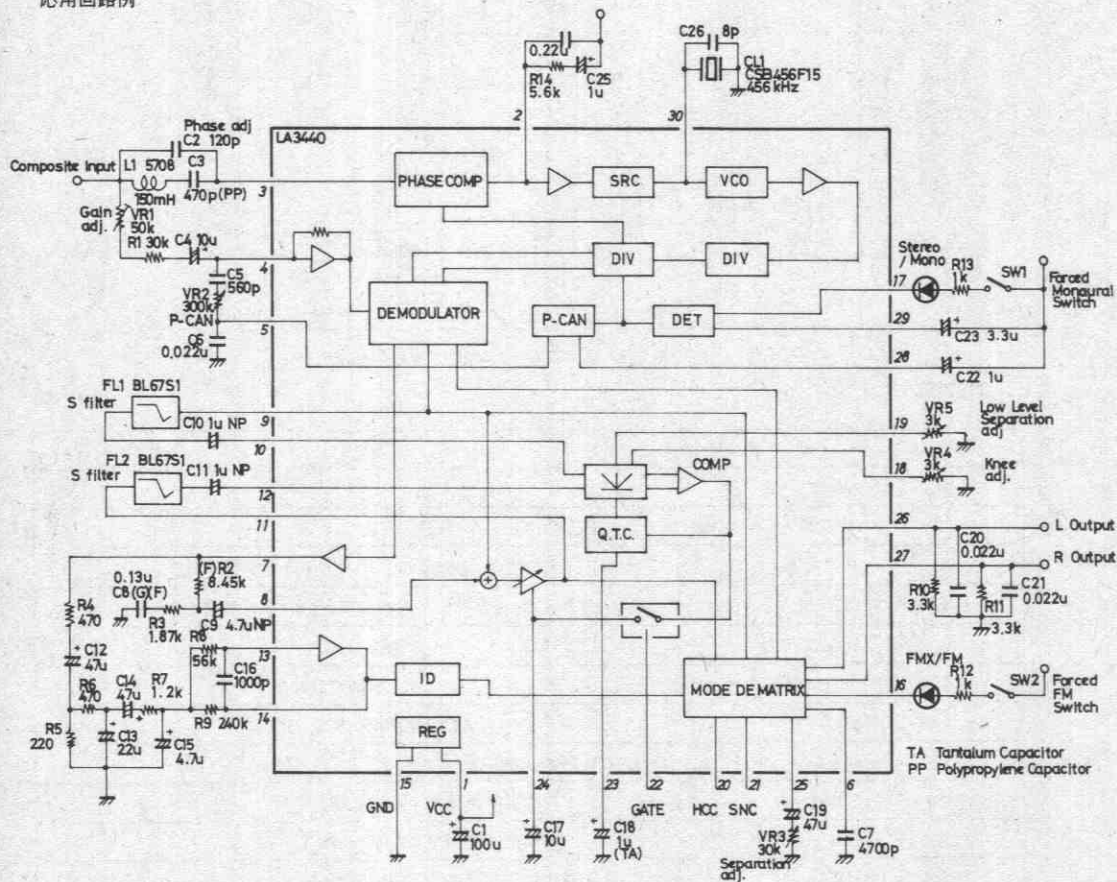 応用回路例
C26 8p
0.22u
R14
5.6k
C25
1u
CL1
CSB456F15
456kHz
2
30
LA3440
Phase adj
C2 120p
Composite Input
L1 5708
C3
150mH
470p(PP)
3
PHASE COMP
SRC
VCO
Gain
adj.
VR1
50k
R1 30k
C4 10u
4
C5
560p
VR2
300k
P-CAN
5
C6
0,022u
DIV
DIV
DEMODULATOR
P-CAN
DET
Stereo
/ Mono
17
R13
1k
SW1
Forced
Monaural
Switch
29
C23 3.3u
28
C22 1u
FL1 BL67S1
S filter
9
C10 1u NP
10
FL2 BL67S1
S filter
C11 1u NP
12
11
COMP
Q.T.C.
19
VR5
3k
Low Level
Separation
adj
18
VR4
3k
Knee
adj.
26
L Output
27
R Output
C20
0.022u
C21
0.022u
R10
3.3k
R11
3.3k
7
(F)R2
8.45k
0.13u
C8(G)(F)
8
R3
1.87k
C9 4.7u NP
R4
470
R8
56k
13
C12
47u
C16
1000p
R6
470
C14
47u
R7
1.2k
R9 240k
14
R5
220
C13
22u
C15
4.7u
ID
REG
MODE DEMATRIX
FMX/FM
16
R12
1k
SW2
Forced
FM
Switch
TA Tantalum Capacitor
PP Polypropylene Capacitor
15
1
24
23
22
20
21
25
6
GND
VCC
GATE
HCC
SNC
C1
100u
C17
10u
C18
1u
(TA)
C19
47u
VR3
30k
Separation
adj.
C7
4700p